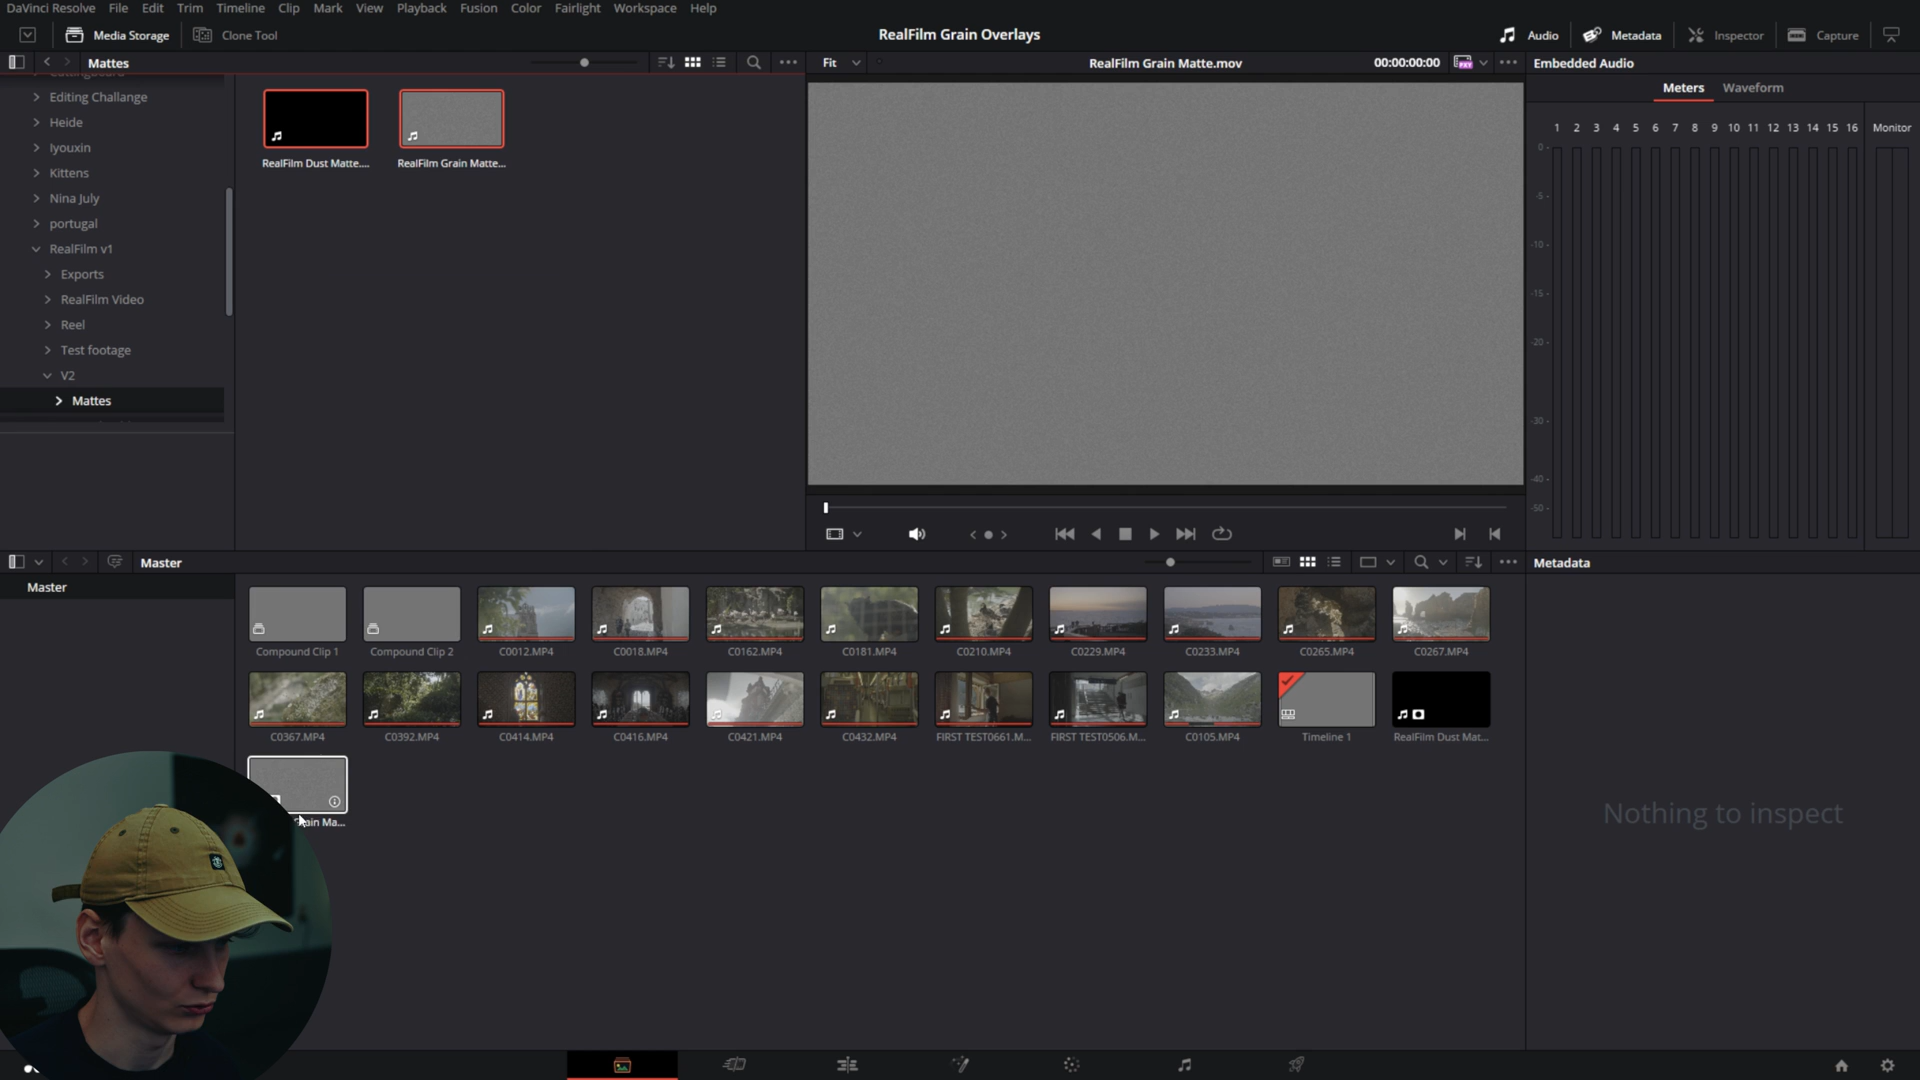 DaVinci Resolve File Edit Trim Timeline Clip Mark View Playback Fusion Color Fairlight Workspace Help
Media Storage Clone Tool RealFilm Grain Overlays Audio Metadata Inspector Capture
Mattes Fit RealFilm Grain Matte.mov 00:00:00:00 Embedded Audio
Meters Waveform
1 2 3 4 5 6 7 8 9 10 11 12 13 14 15 16 Monitor
0 -
-5 -
-10 -
-15 -
-20 -
-30 -
-40 -
-50 -
Editing Challange
Heide
Iyouxin
Kittens
Nina July
portugal
RealFilm v1
Exports
RealFilm Video
Reel
Test footage
V2
Mattes
RealFilm Dust Matte.... RealFilm Grain Matte...
Master Metadata
Master
Compound Clip 1 Compound Clip 2 C0012.MP4 C0018.MP4 C0162.MP4 C0181.MP4 C0210.MP4 C0229.MP4 C0233.MP4 C0265.MP4 C0267.MP4
C0367.MP4 C0392.MP4 C0414.MP4 C0416.MP4 C0421.MP4 C0432.MP4 FIRST TEST0661.M... FIRST TEST0506.M... C0105.MP4 Timeline 1 RealFilm Dust Mat...
ain Ma...
Nothing to inspect